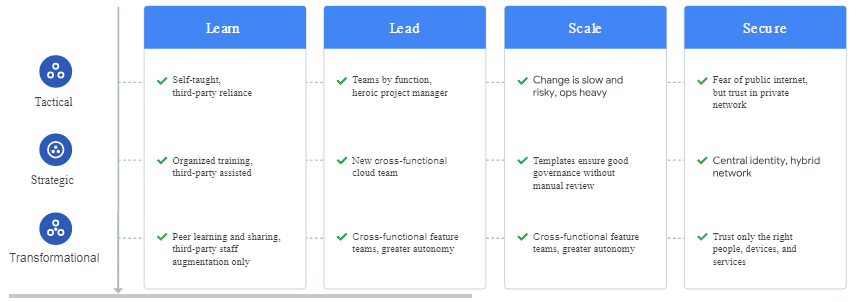 Learn
Lead
Scale
Secure
Tactical
Self-taught,
third-party reliance
Teams by function,
heroic project manager
Change is slow and
risky, ops heavy
Fear of public internet,
but trust in private
network
Strategic
Organized training,
third-party assisted
New cross-functional
cloud team
Templates ensure good
governance without
manual review
Central identity, hybrid
network
Transformational
Peer learning and sharing,
third-party staff
augmentation only
Cross-functional feature
teams, greater autonomy
Cross-functional feature
teams, greater autonomy
Trust only the right
people, devices, and
services